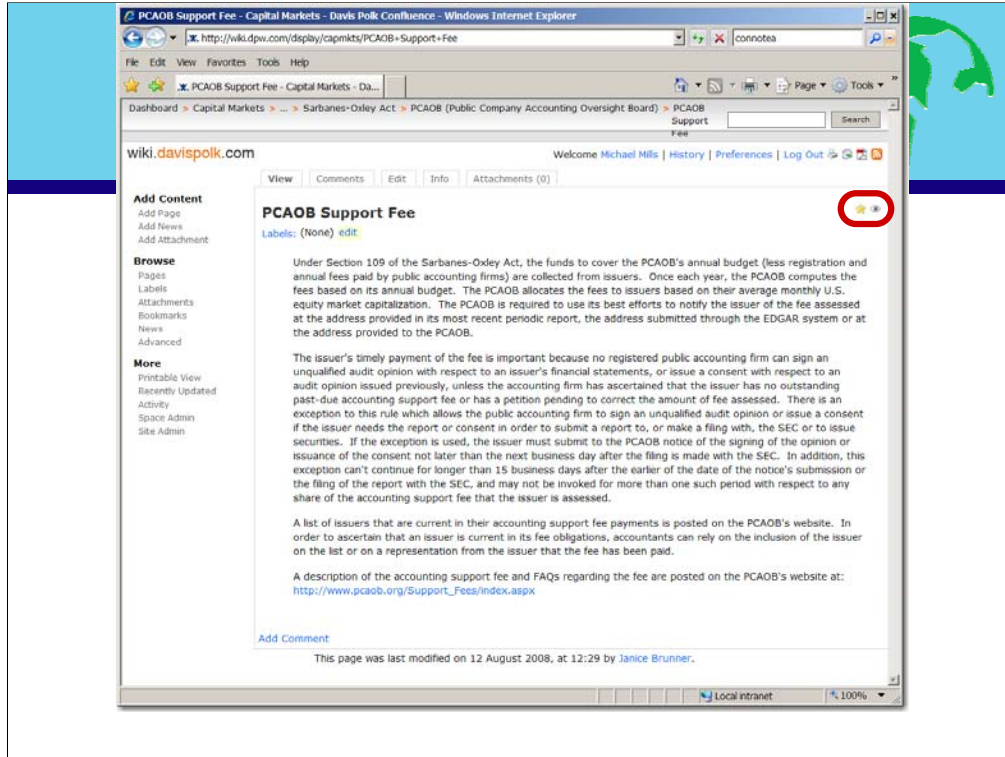 PCAOB Support Fee - Capital Markets - Davis Polk Confluence - Windows Internet Explorer
http://wiki.dpw.com/display/capmkts/PCAOB+Support+Fee
connotea
File Edit View Favorites Tools Help
PCAOB Support Fee - Capital Markets - Da...
Page Tools
Dashboard > Capital Markets > ... > Sarbanes-Oxley Act > PCAOB (Public Company Accounting Oversight Board) > PCAOB
Support
Fee
Search
wiki.davispolk.com
Welcome Michael Mills | History | Preferences | Log Out
View Comments Edit Info Attachments (0)
Add Content
Add Page
Add News
Add Attachment
Browse
Pages
Labels
Attachments
Bookmarks
News
Advanced
More
Printable View
Recently Updated
Activity
Space Admin
Site Admin
PCAOB Support Fee
Labels: (None) edit
Under Section 109 of the Sarbanes-Oxley Act, the funds to cover the PCAOB's annual budget (less registration and
annual fees paid by public accounting firms) are collected from issuers. Once each year, the PCAOB computes the
fees based on its annual budget. The PCAOB allocates the fees to issuers based on their average monthly U.S.
equity market capitalization. The PCAOB is required to use its best efforts to notify the issuer of the fee assessed
at the address provided in its most recent periodic report, the address submitted through the EDGAR system or at
the address provided to the PCAOB.
The issuer's timely payment of the fee is important because no registered public accounting firm can sign an
unqualified audit opinion with respect to an issuer's financial statements, or issue a consent with respect to an
audit opinion issued previously, unless the accounting firm has ascertained that the issuer has no outstanding
past-due accounting support fee or has a petition pending to correct the amount of fee assessed. There is an
exception to this rule which allows the public accounting firm to sign an unqualified audit opinion or issue a consent
if the issuer needs the report or consent in order to submit a report to, or make a filing with, the SEC or to issue
securities. If the exception is used, the issuer must submit to the PCAOB notice of the signing of the opinion or
issuance of the consent not later than the next business day after the filing is made with the SEC. In addition, this
exception can't continue for longer than 15 business days after the earlier of the date of the notice's submission or
the filing of the report with the SEC, and may not be invoked for more than one such period with respect to any
share of the accounting support fee that the issuer is assessed.
A list of issuers that are current in their accounting support fee payments is posted on the PCAOB's website. In
order to ascertain that an issuer is current in its fee obligations, accountants can rely on the inclusion of the issuer
on the list or on a representation from the issuer that the fee has been paid.
A description of the accounting support fee and FAQs regarding the fee are posted on the PCAOB's website at:
http://www.pcaob.org/Support_Fees/index.aspx
Add Comment
This page was last modified on 12 August 2008, at 12:29 by Janice Brunner.
Local intranet
100%